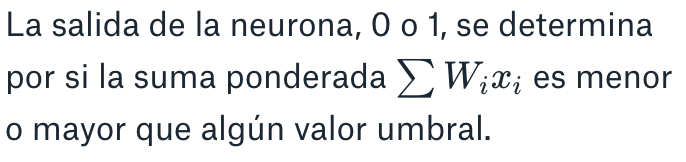 La salida de la neurona, 0 o 1, se determina
por si la suma ponderada ∑ Wᵢxᵢ es menor
o mayor que algún valor umbral.